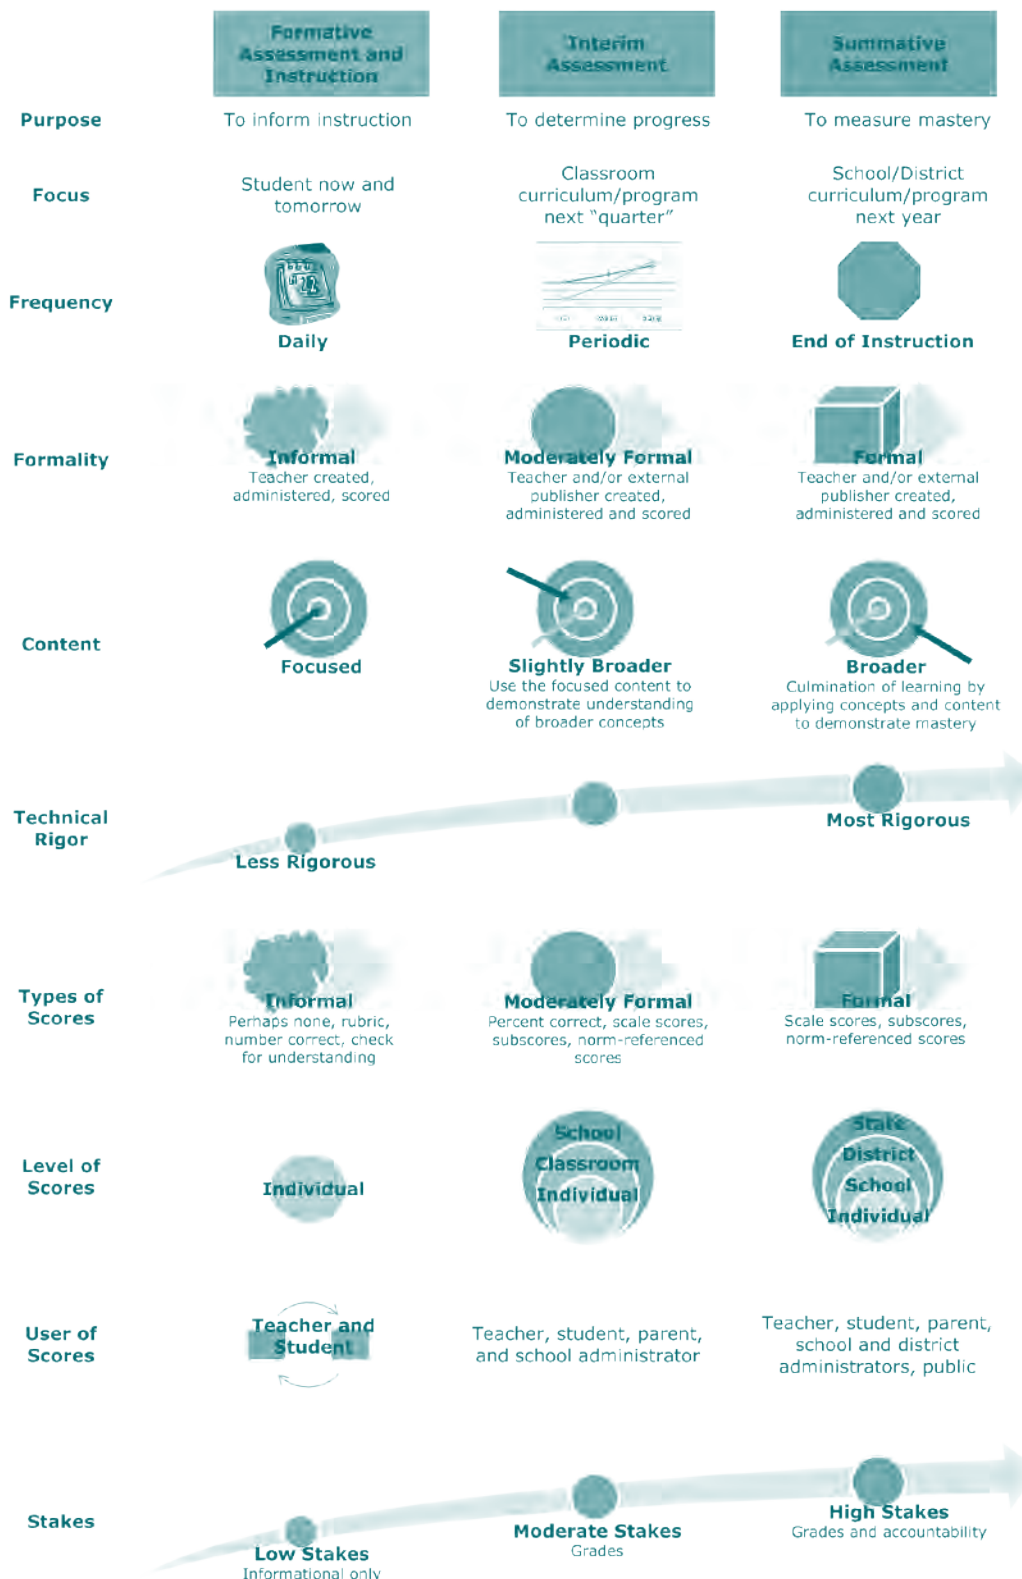 Formative
Assessment and
Instruction
Interim
Assessment
Summative
Assessment
Purpose
To inform instruction
To determine progress
To measure mastery
Focus
Student now and
tomorrow
Classroom
curriculum/program
next “quarter”
School/District
curriculum/program
next year
Frequency
22
Daily
Periodic
End of Instruction
Formality
Informal
Teacher created,
administered, scored
Moderately Formal
Teacher and/or external
publisher created,
administered and scored
Formal
Teacher and/or external
publisher created,
administered and scored
Content
Focused
Slightly Broader
Use the focused content to
demonstrate understanding
of broader concepts
Broader
Culmination of learning by
applying concepts and content
to demonstrate mastery
Technical
Rigor
Less Rigorous
Most Rigorous
Types of
Scores
Informal
Perhaps none, rubric,
number correct, check
for understanding
Moderately Formal
Percent correct, scale scores,
subscores, norm-referenced
scores
Formal
Scale scores, subscores,
norm-referenced scores
Level of
Scores
Individual
School
Classroom
Individual
State
District
School
Individual
User of
Scores
Teacher and
Student
Teacher, student, parent,
and school administrator
Teacher, student, parent,
school and district
administrators, public
Stakes
Low Stakes
Informational only
Moderate Stakes
Grades
High Stakes
Grades and accountability